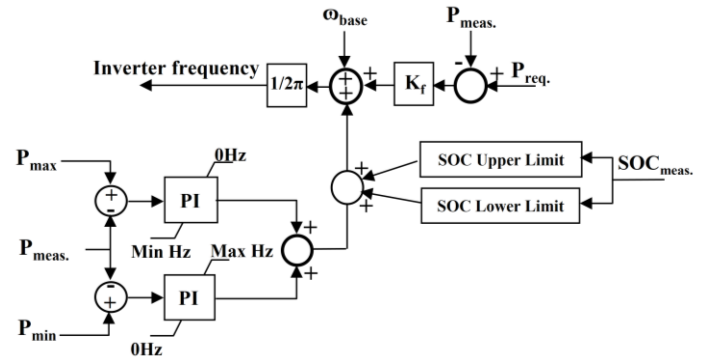 ω_base
P_meas.
Inverter frequency
1/2π
+
+
+
K_f
-
+
P_req.
P_max
0Hz
+
-
PI
+
SOC Upper Limit
SOC_meas.
SOC Lower Limit
+
P_meas.
Min Hz
Max Hz
+
+
-
+
PI
P_min
0Hz